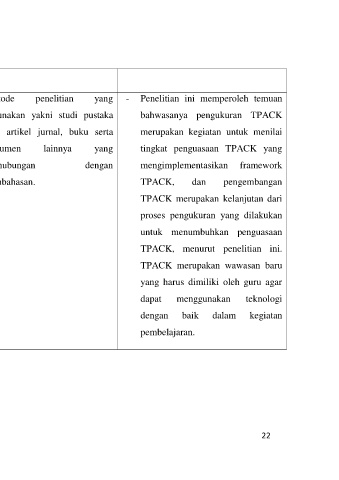 ode penelitian yang
unakan yakni studi pustaka
artikel jurnal, buku serta
umen lainnya yang
hubungan dengan
bahasan.
- Penelitian ini memperoleh temuan
bahwasanya pengukuran TPACK
merupakan kegiatan untuk menilai
tingkat penguasaan TPACK yang
mengimplementasikan framework
TPACK, dan pengembangan
TPACK merupakan kelanjutan dari
proses pengukuran yang dilakukan
untuk menumbuhkan penguasaan
TPACK, menurut penelitian ini.
TPACK merupakan wawasan baru
yang harus dimiliki oleh guru agar
dapat menggunakan teknologi
dengan baik dalam kegiatan
pembelajaran.
22